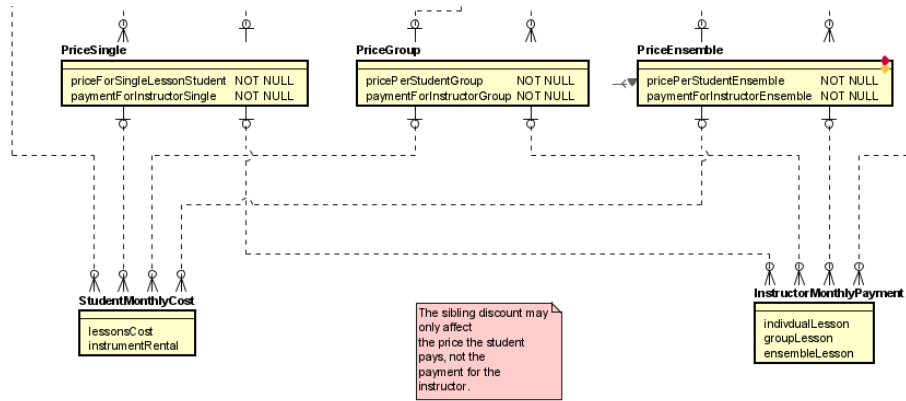 PriceSingle
priceForSingleLessonStudent NOT NULL
paymentForInstructorSingle NOT NULL
PriceGroup
pricePerStudentGroup NOT NULL
paymentForInstructorGroup NOT NULL
PriceEnsemble
pricePerStudentEnsemble NOT NULL
paymentForInstructorEnsemble NOT NULL
StudentMonthlyCost
lessonsCost
instrumentRental
The sibling discount may
only affect
the price the student
pays, not the
payment for the
instructor.
InstructorMonthlyPayment
indivdualLesson
groupLesson
ensembleLesson